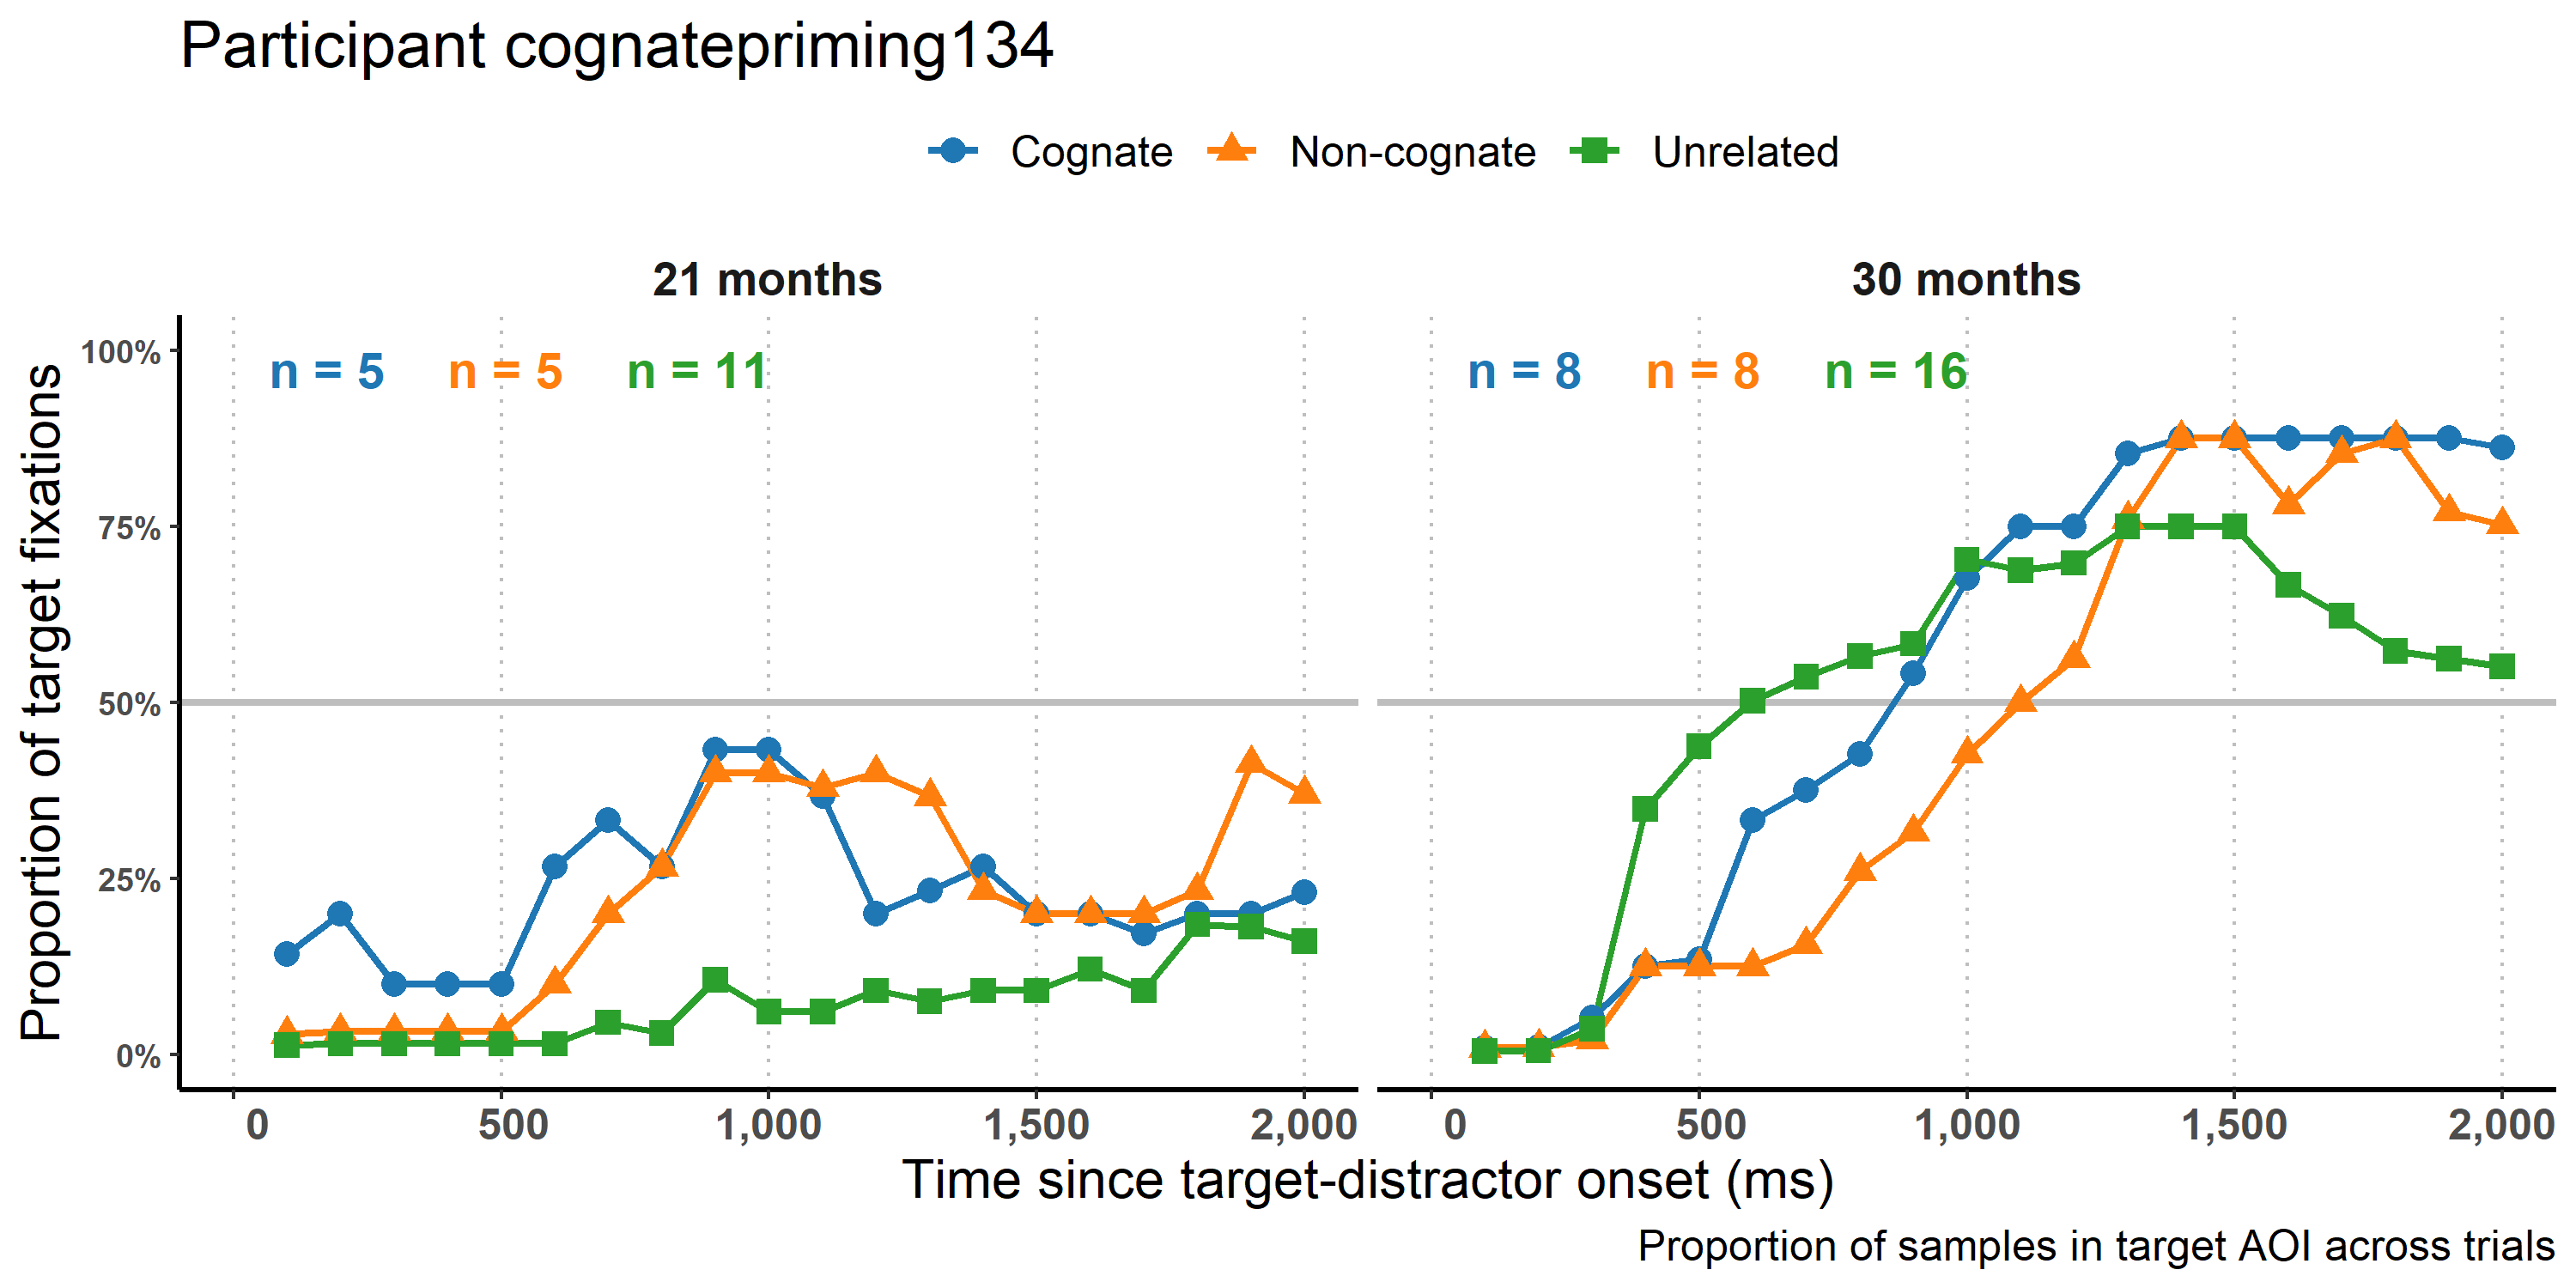 Participant cognatepriming134
Cognate Non-cognate Unrelated
21 months 30 months
Proportion of target fixations
100%
75%
50%
25%
0%
n = 5 n = 5 n = 11
n = 8 n = 8 n = 16
0 500 1,000 1,500 2,000
0 500 1,000 1,500 2,000
Time since target-distractor onset (ms)
Proportion of samples in target AOI across trials